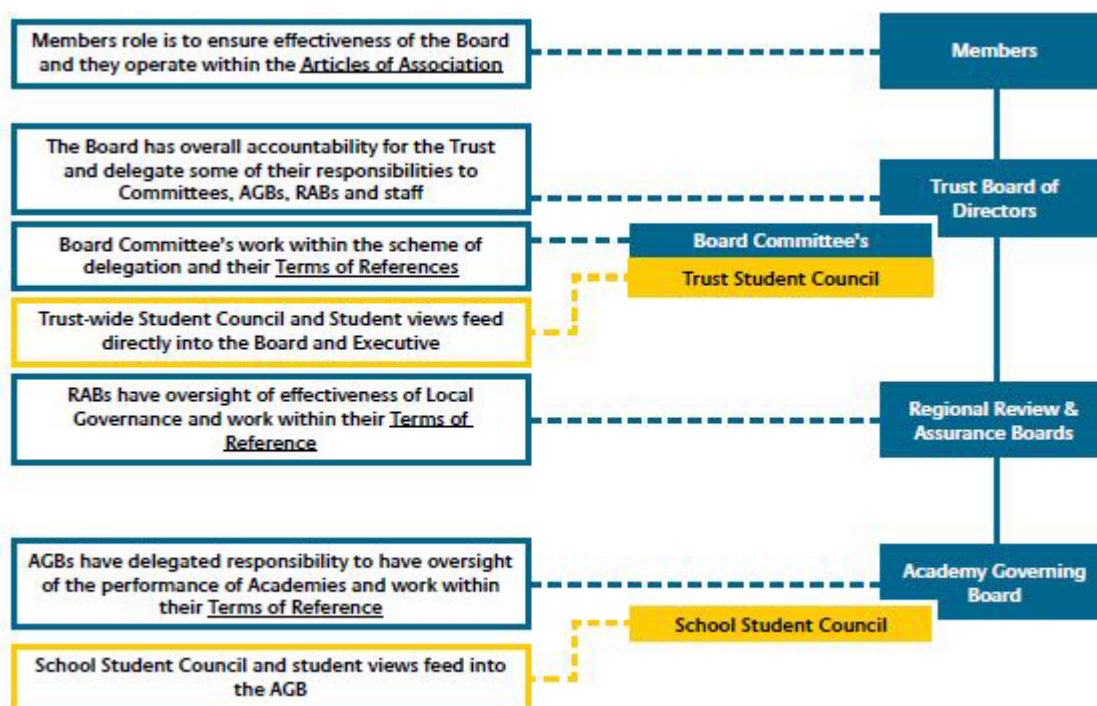 Members role is to ensure effectiveness of the Board
and they operate within the Articles of Association
Members
The Board has overall accountability for the Trust
and delegate some of their responsibilities to
Committees, AGBs, RABs and staff
Trust Board of
Directors
Board Committee's work within the scheme of
delegation and their Terms of References
Board Committee's
Trust Student Council
Trust-wide Student Council and Student views feed
directly into the Board and Executive
RABs have oversight of effectiveness of Local
Governance and work within their Terms of
Reference
Regional Review &
Assurance Boards
AGBs have delegated responsibility to have oversight
of the performance of Academies and work within
their Terms of Reference
Academy Governing
Board
School Student Council
School Student Council and student views feed into
the AGB